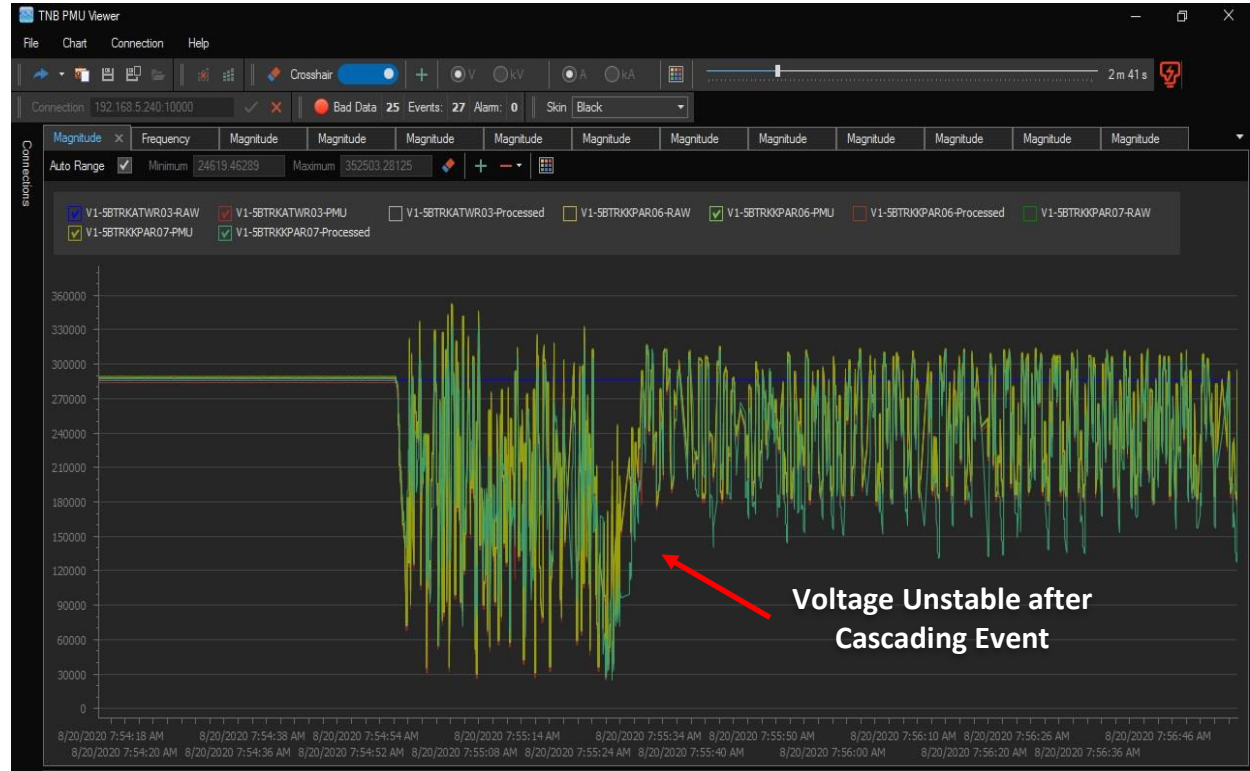 TNB PMU Viewer
File Chart Connection Help
Crosshair V kV A kA 2 m 41 s
Connection 192.168.5.240:10000 Bad Data 25 Events: 27 Alarm: 0 Skin Black
Connections
Magnitude Frequency Magnitude Magnitude Magnitude Magnitude Magnitude Magnitude Magnitude Magnitude Magnitude Magnitude Magnitude
Auto Range Minimum 24619.46289 Maximum 352503.28125
V1-5BTRKATWR03-RAW V1-5BTRKATWR03-PMU V1-5BTRKATWR03-Processed V1-5BTRKKPAR06-RAW V1-5BTRKKPAR06-PMU V1-5BTRKKPAR06-Processed V1-5BTRKKPAR07-RAW
V1-5BTRKKPAR07-PMU V1-5BTRKKPAR07-Processed
360000
330000
300000
270000
240000
210000
180000
150000
120000
90000
60000
30000
0
Voltage Unstable after
Cascading Event
8/20/2020 7:54:18 AM 8/20/2020 7:54:38 AM 8/20/2020 7:54:54 AM 8/20/2020 7:55:14 AM 8/20/2020 7:55:34 AM 8/20/2020 7:55:50 AM 8/20/2020 7:56:10 AM 8/20/2020 7:56:26 AM 8/20/2020 7:56:46 AM
8/20/2020 7:54:20 AM 8/20/2020 7:54:36 AM 8/20/2020 7:54:52 AM 8/20/2020 7:55:08 AM 8/20/2020 7:55:24 AM 8/20/2020 7:55:40 AM 8/20/2020 7:56:00 AM 8/20/2020 7:56:20 AM 8/20/2020 7:56:36 AM